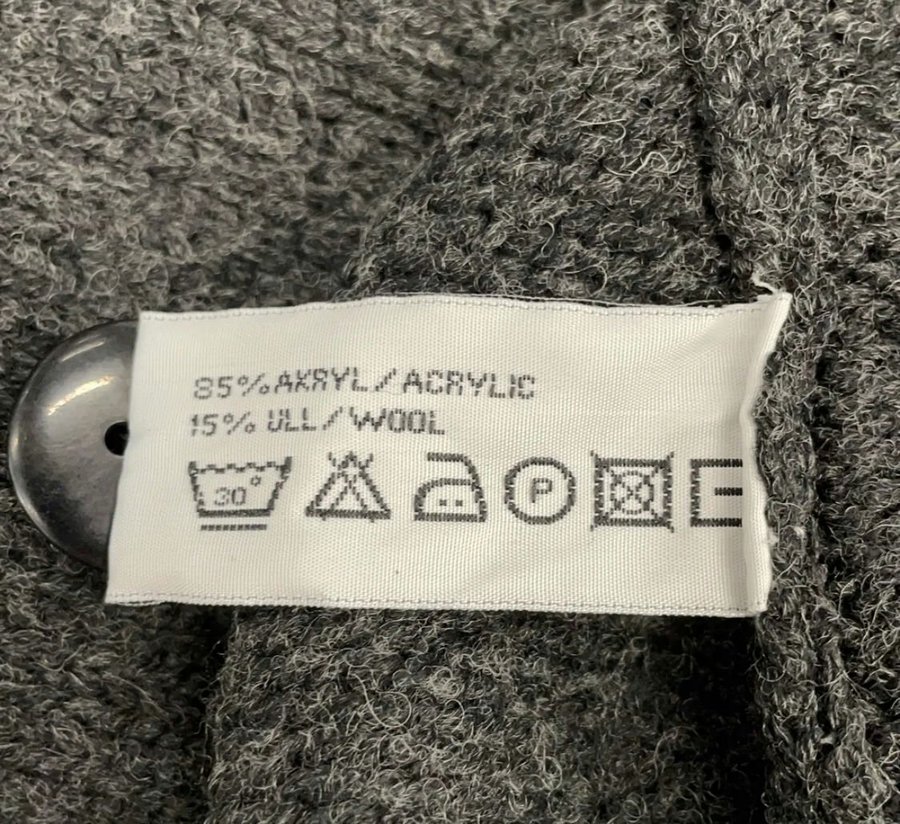 85% AKRYL/ACRYLIC
15% ULL/WOOL
30°
P